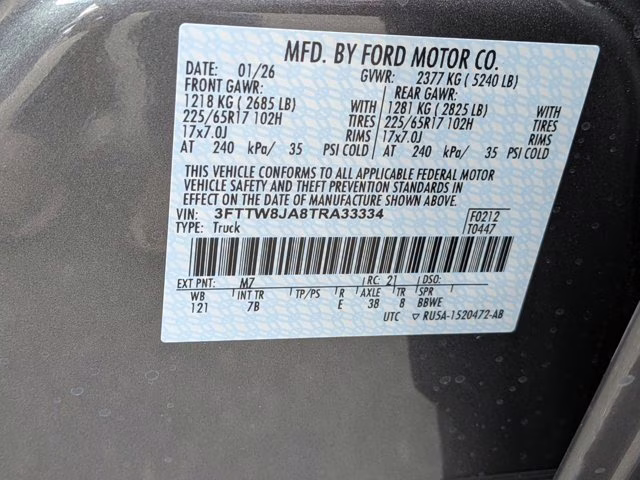 MFD. BY FORD MOTOR CO.
DATE: 01/26 GVWR: 2377 KG ( 5240 LB)
FRONT GAWR: REAR GAWR:
1218 KG ( 2685 LB) WITH 1281 KG ( 2825 LB) WITH
225/65R17 102H TIRES 225/65R17 102H TIRES
17x7.0J RIMS 17x7.0J RIMS
AT 240 kPa/ 35 PSI COLD AT 240 kPa/ 35 PSI COLD
THIS VEHICLE CONFORMS TO ALL APPLICABLE FEDERAL MOTOR
VEHICLE SAFETY AND THEFT PREVENTION STANDARDS IN
EFFECT ON THE DATE OF MANUFACTURE SHOWN ABOVE.
VIN: 3FTTW8JA8TRA33334 F0212
TYPE: Truck T0447
EXT PNT: M7 RC: 21 DSO:
WB INT TR TP/PS R AXLE TR SPR
121 7B E 38 8 BBWE
UTC ▽ RU5A-1520472-AB